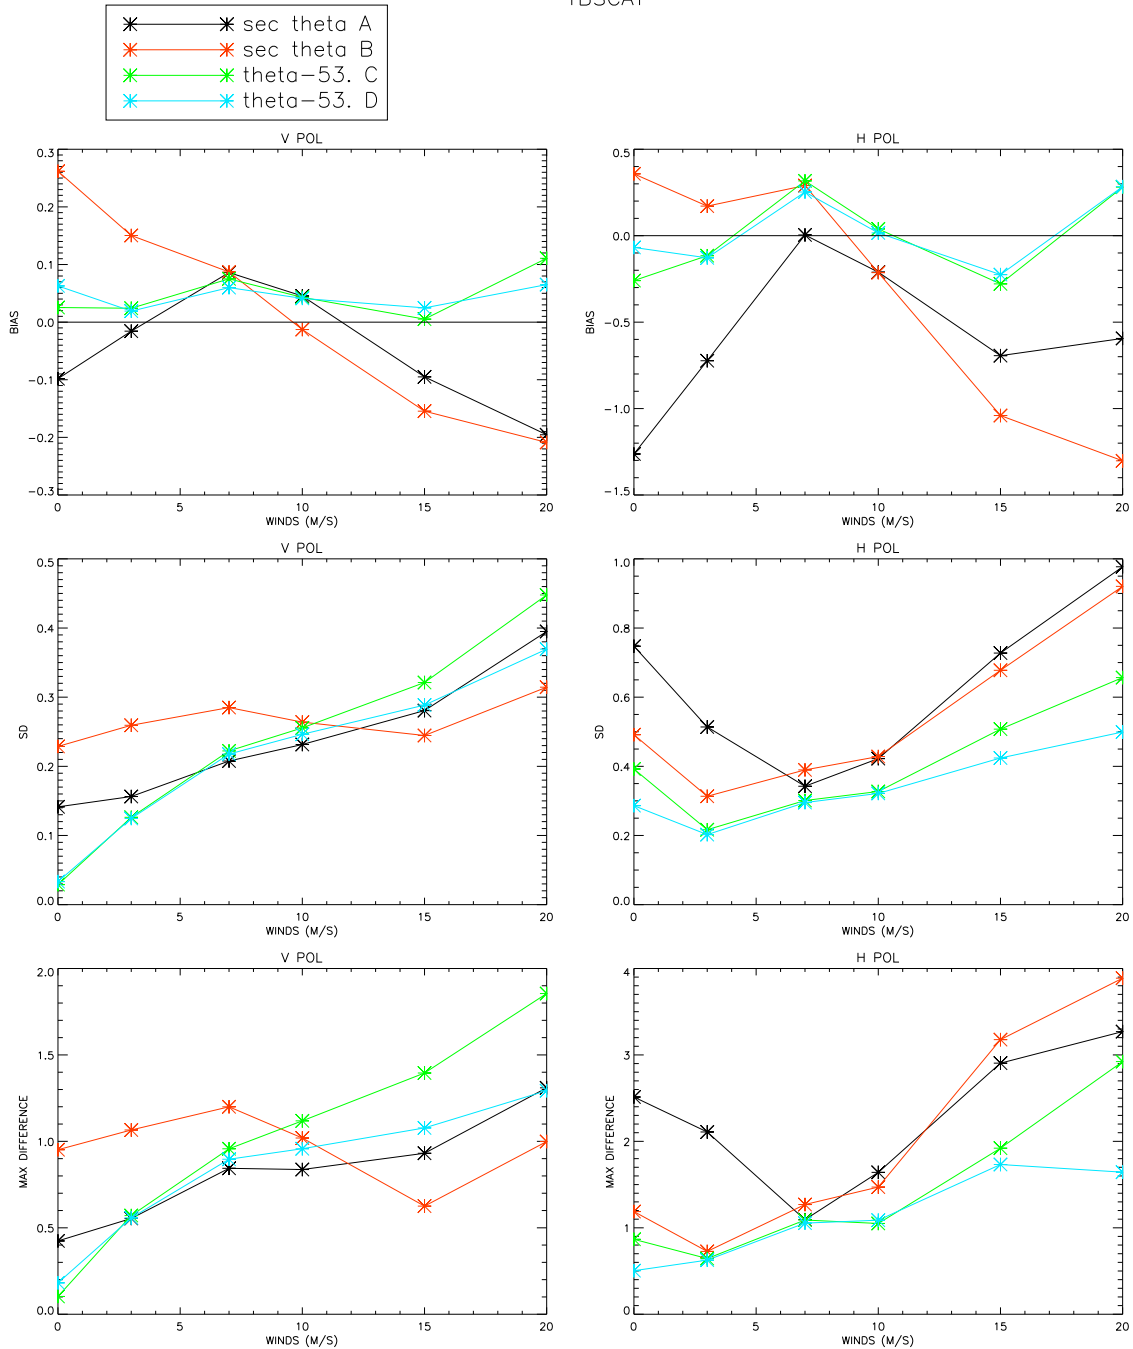 TBSCAT
sec theta A
sec theta B
theta-53. C
theta-53. D
V POL
0.3
0.2
0.1
0.0
-0.1
-0.2
-0.3
BIAS
0 5 10 15 20
WINDS (M/S)
H POL
0.5
0.0
-0.5
-1.0
-1.5
BIAS
0 5 10 15 20
WINDS (M/S)
V POL
0.5
0.4
0.3
0.2
0.1
0.0
SD
0 5 10 15 20
WINDS (M/S)
H POL
1.0
0.8
0.6
0.4
0.2
0.0
SD
0 5 10 15 20
WINDS (M/S)
V POL
2.0
1.5
1.0
0.5
0.0
MAX DIFFERENCE
0 5 10 15 20
WINDS (M/S)
H POL
4
3
2
1
0
MAX DIFFERENCE
0 5 10 15 20
WINDS (M/S)